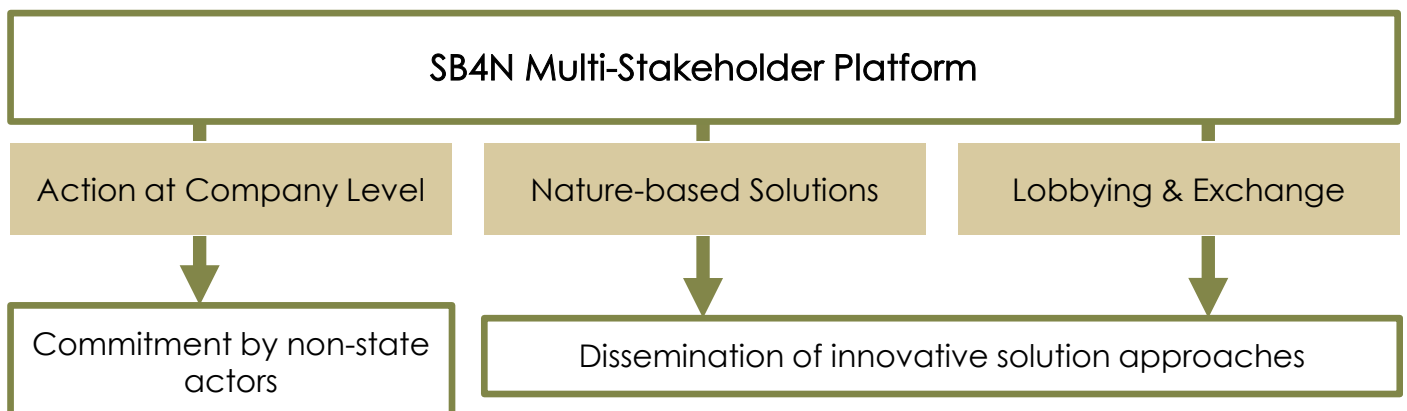 SB4N Multi-Stakeholder Platform
Action at Company Level
Nature-based Solutions
Lobbying & Exchange
Commitment by non-state
actors
Dissemination of innovative solution approaches